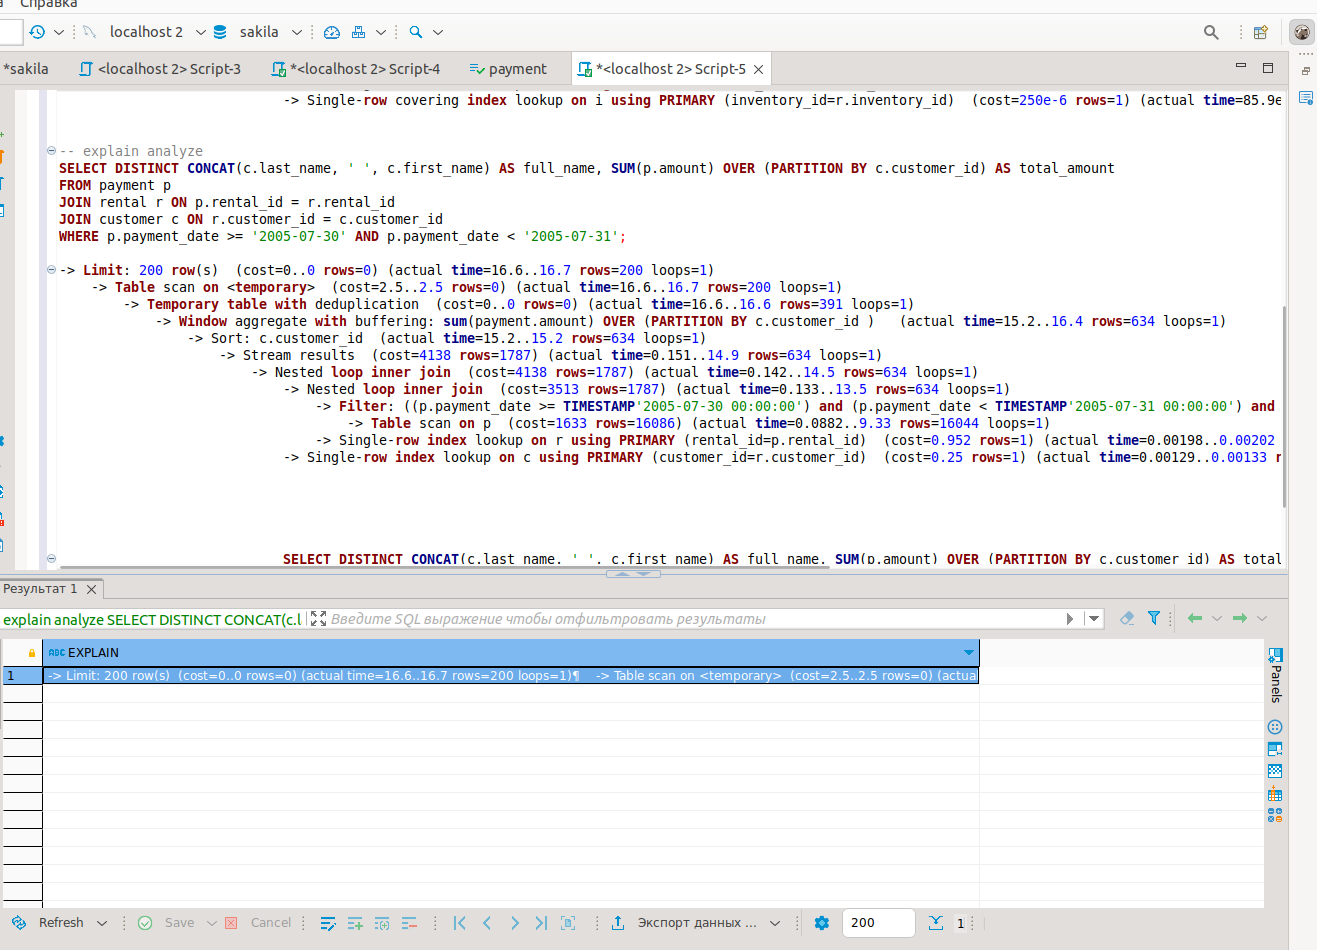 Справка
localhost 2 sakila
*sakila <localhost 2> Script-3 *<localhost 2> Script-4 payment *<localhost 2> Script-5
-> Single-row covering index lookup on i using PRIMARY (inventory_id=r.inventory_id)  (cost=250e-6 rows=1) (actual time=85.9e
-- explain analyze
SELECT DISTINCT CONCAT(c.last_name, ' ', c.first_name) AS full_name, SUM(p.amount) OVER (PARTITION BY c.customer_id) AS total_amount
FROM payment p
JOIN rental r ON p.rental_id = r.rental_id
JOIN customer c ON r.customer_id = c.customer_id
WHERE p.payment_date >= '2005-07-30' AND p.payment_date < '2005-07-31';
-> Limit: 200 row(s)  (cost=0..0 rows=0) (actual time=16.6..16.7 rows=200 loops=1)
-> Table scan on <temporary>  (cost=2.5..2.5 rows=0) (actual time=16.6..16.7 rows=200 loops=1)
-> Temporary table with deduplication  (cost=0..0 rows=0) (actual time=16.6..16.6 rows=391 loops=1)
-> Window aggregate with buffering: sum(payment.amount) OVER (PARTITION BY c.customer_id )   (actual time=15.2..16.4 rows=634 loops=1)
-> Sort: c.customer_id  (actual time=15.2..15.2 rows=634 loops=1)
-> Stream results  (cost=4138 rows=1787) (actual time=0.151..14.9 rows=634 loops=1)
-> Nested loop inner join  (cost=4138 rows=1787) (actual time=0.142..14.5 rows=634 loops=1)
-> Nested loop inner join  (cost=3513 rows=1787) (actual time=0.133..13.5 rows=634 loops=1)
-> Filter: ((p.payment_date >= TIMESTAMP'2005-07-30 00:00:00') and (p.payment_date < TIMESTAMP'2005-07-31 00:00:00') and
-> Table scan on p  (cost=1633 rows=16086) (actual time=0.0882..9.33 rows=16044 loops=1)
-> Single-row index lookup on r using PRIMARY (rental_id=p.rental_id)  (cost=0.952 rows=1) (actual time=0.00198..0.00202
-> Single-row index lookup on c using PRIMARY (customer_id=r.customer_id)  (cost=0.25 rows=1) (actual time=0.00129..0.00133 r
SELECT DISTINCT CONCAT(c.last_name, ' ', c.first_name) AS full_name, SUM(p.amount) OVER (PARTITION BY c.customer_id) AS total
Результат 1
explain analyze SELECT DISTINCT CONCAT(c.l Введите SQL выражение чтобы отфильтровать результаты
ABC EXPLAIN
1 -> Limit: 200 row(s)  (cost=0..0 rows=0) (actual time=16.6..16.7 rows=200 loops=1)¶    -> Table scan on <temporary>  (cost=2.5..2.5 rows=0) (actua
Panels
Refresh Save Cancel Экспорт данных ... 200 1